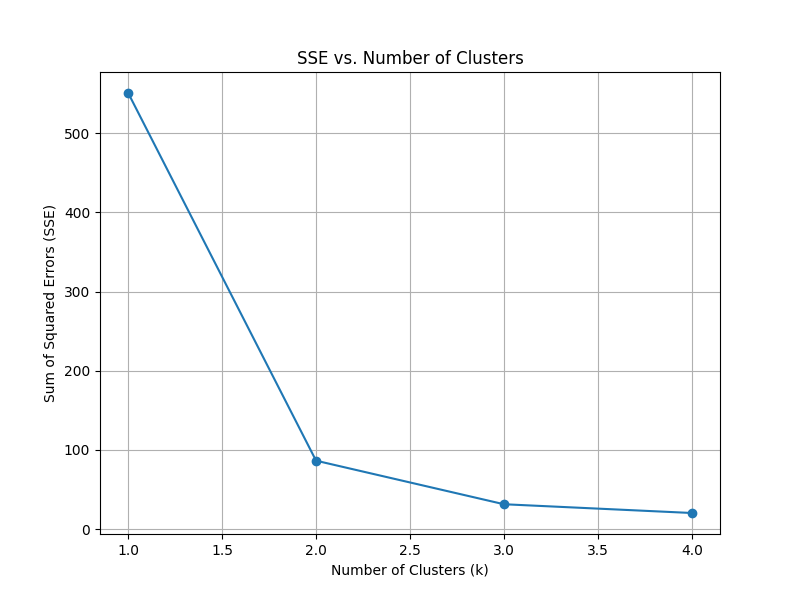 SSE vs. Number of Clusters
Sum of Squared Errors (SSE)
500
400
300
200
100
0
1.0 1.5 2.0 2.5 3.0 3.5 4.0
Number of Clusters (k)